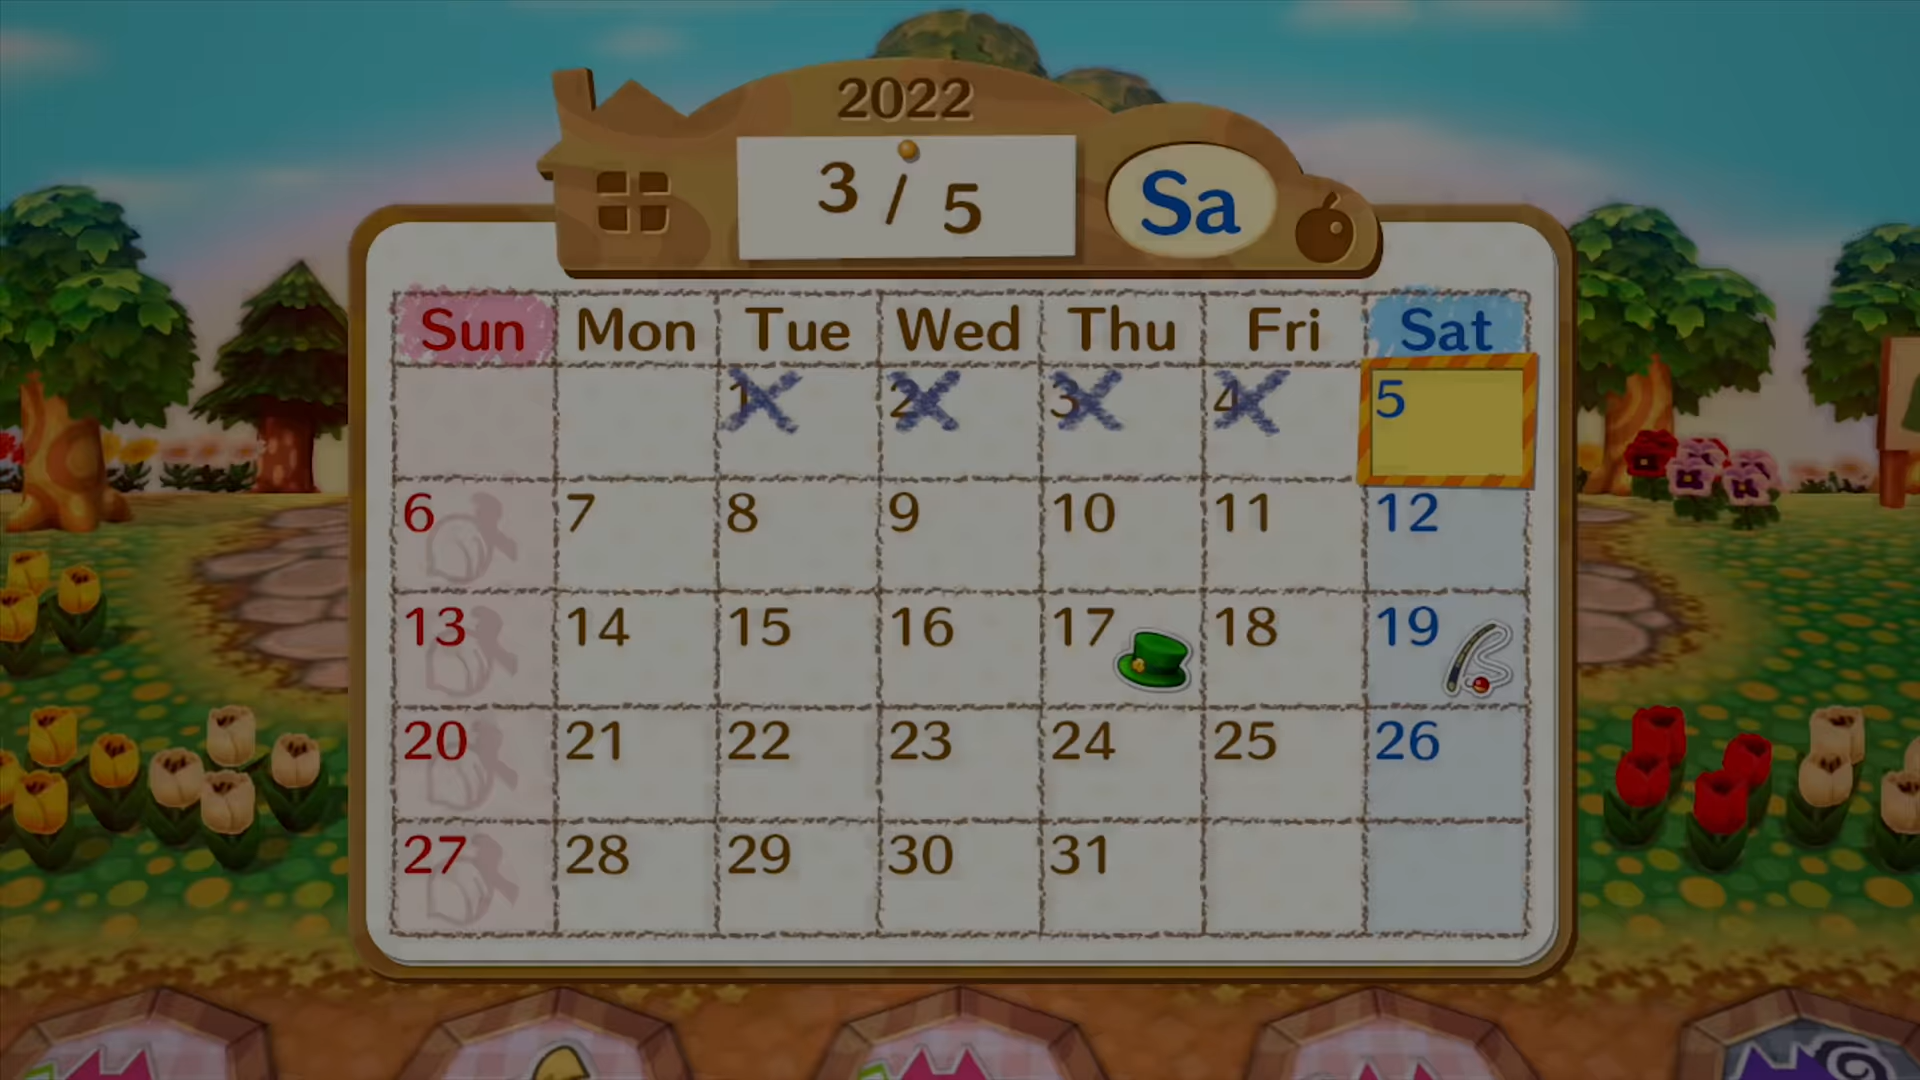 2022
3 / 5 Sa
Sun Mon Tue Wed Thu Fri Sat
1 2 3 4 5
6 7 8 9 10 11 12
13 14 15 16 17 18 19
20 21 22 23 24 25 26
27 28 29 30 31